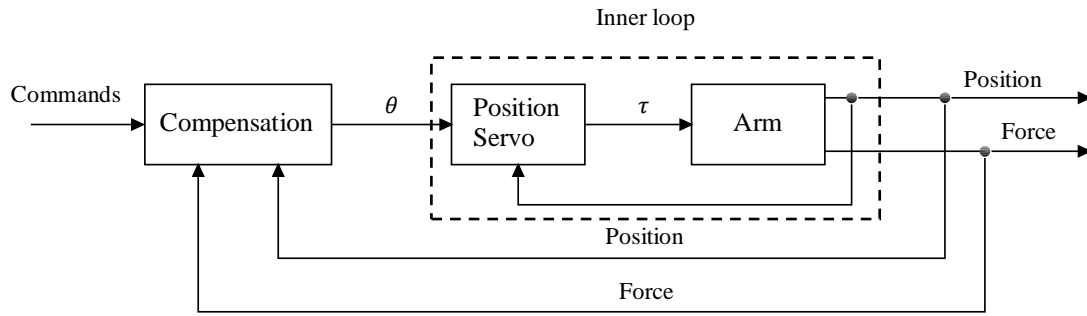 Inner loop
Commands
Compensation
θ
Position
Servo
τ
Arm
Position
Force
Position
Force